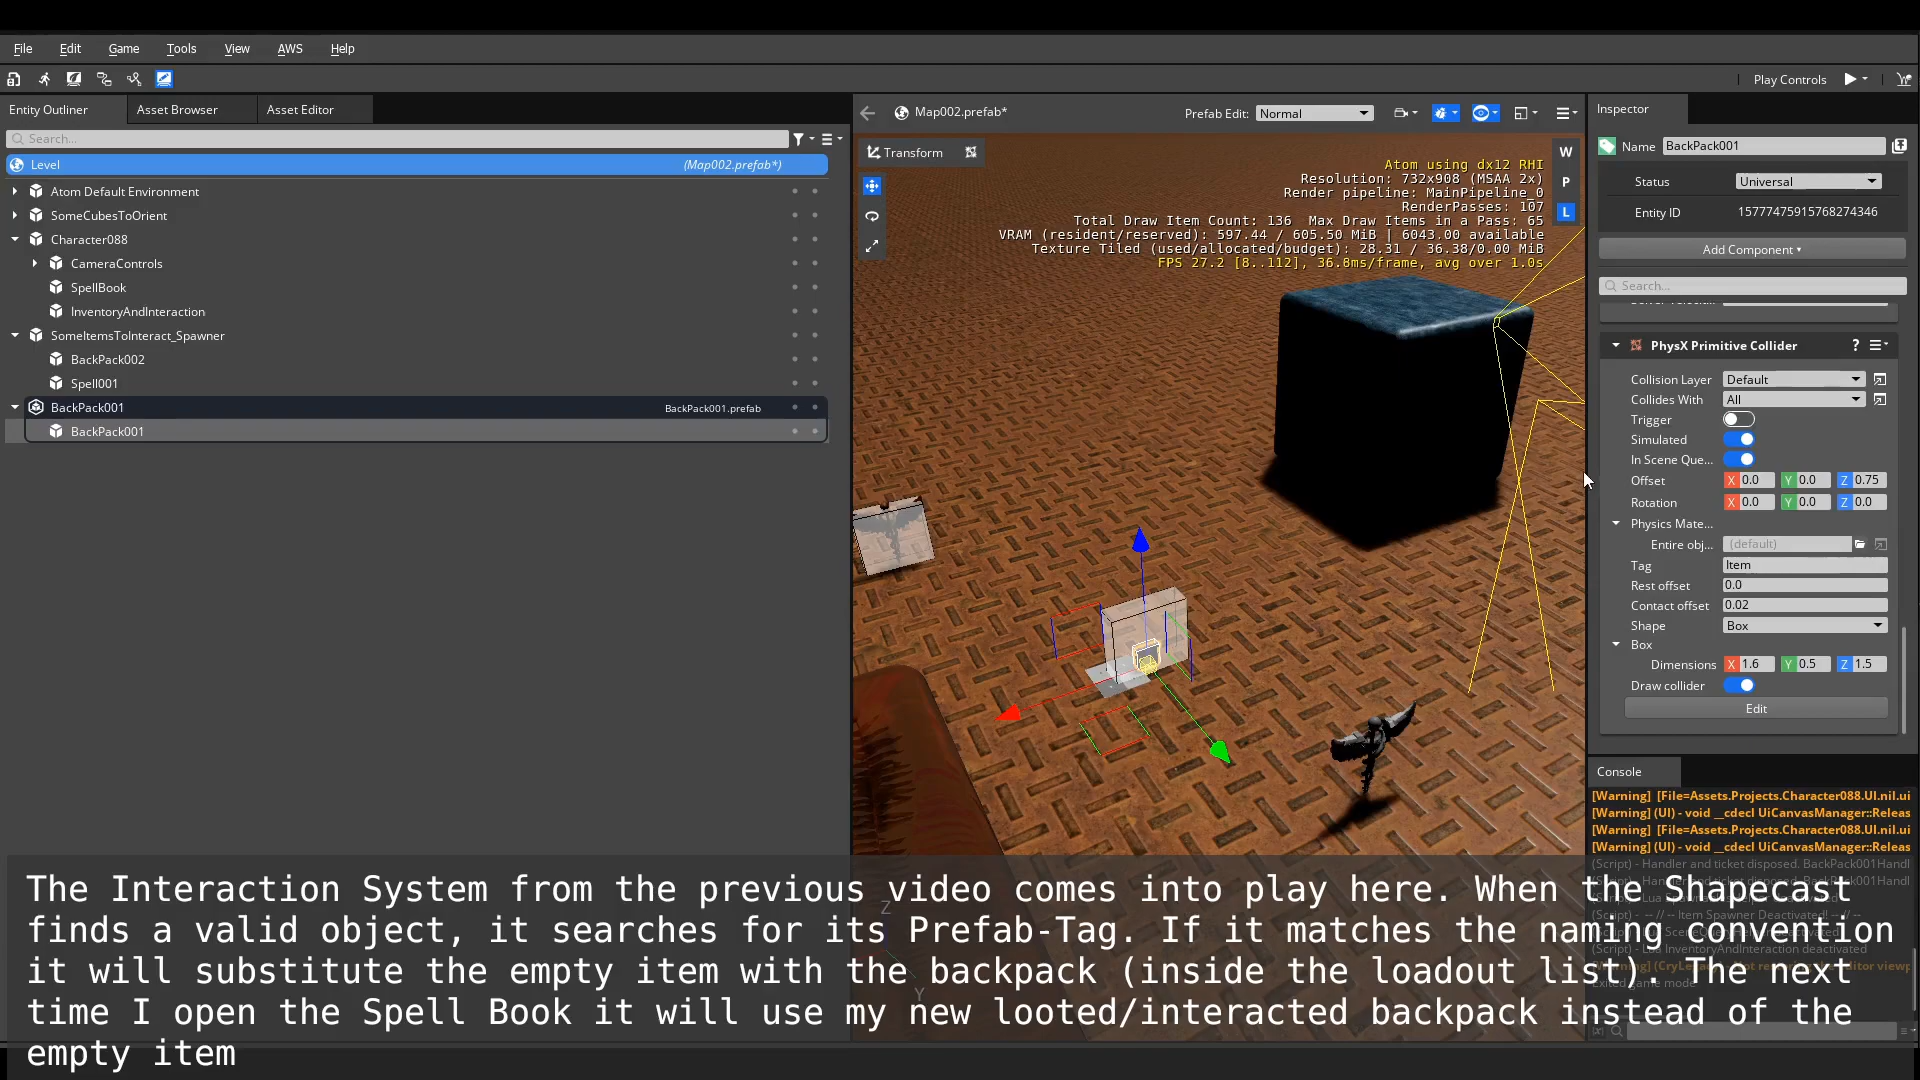 File Edit Game Tools View AWS Help
Play Controls
Entity Outliner Asset Browser Asset Editor
Search...
Level (Map002.prefab*)
Atom Default Environment
SomeCubesToOrient
Character088
CameraControls
SpellBook
InventoryAndInteraction
SomeItemsToInteract_Spawner
BackPack002
Spell001
BackPack001 BackPack001.prefab
BackPack001
Map002.prefab* Prefab Edit: Normal
Transform
W
P
L
Atom using dx12 RHI
Resolution: 732x908 (MSAA 2x)
Render pipeline: MainPipeline_0
RenderPasses: 107
Total Draw Item Count: 136 Max Draw Items in a Pass: 65
VRAM (resident/reserved): 597.44 / 605.50 MiB | 6043.00 available
Texture Tiled (used/allocated/budget): 28.31 / 36.38/0.00 MiB
FPS 27.2 [8..112], 36.8ms/frame, avg over 1.0s
Inspector
Name BackPack001
Status Universal
Entity ID 15777475915768274346
Add Component
Search...
PhysX Primitive Collider ?
Collision Layer Default
Collides With All
Trigger
Simulated
In Scene Que...
Offset X 0.0 Y 0.0 Z 0.75
Rotation X 0.0 Y 0.0 Z 0.0
Physics Mate...
Entire obj... (default)
Tag Item
Rest offset 0.0
Contact offset 0.02
Shape Box
Box
Dimensions X 1.6 Y 0.5 Z 1.5
Draw collider
Edit
Console
[Warning] [File=Assets.Projects.Character088.UI.nil.ui
[Warning] (UI) - void __cdecl UiCanvasManager::Releas
[Warning] [File=Assets.Projects.Character088.UI.nil.ui
[Warning] (UI) - void __cdecl UiCanvasManager::Releas
(Script) - Handler and ticket disposed. BackPack001Handl
(Script) - -- // -- Item Spawner Deactivated! -- // --
(Script) - Lua InventoryAndInteraction deactivated
Exited game mode
Z
Y
The Interaction System from the previous video comes into play here. When the Shapecast
finds a valid object, it searches for its Prefab-Tag. If it matches the naming convention
it will substitute the empty item with the backpack (inside the loadout list). The next
time I open the Spell Book it will use my new looted/interacted backpack instead of the
empty item